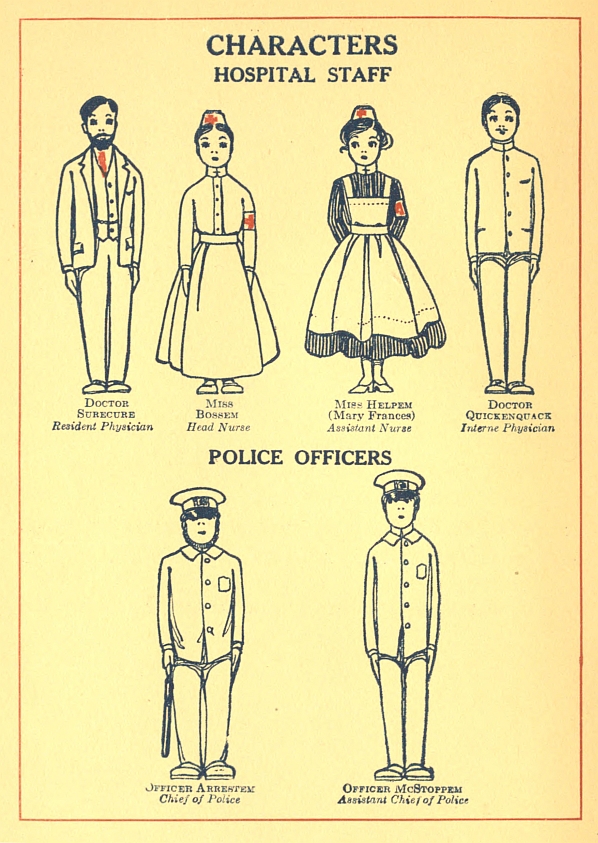 CHARACTERS
HOSPITAL STAFF
DOCTOR
SURECURE
Resident Physician
MISS
BOSSEM
Head Nurse
MISS HELPEM
(Mary Frances)
Assistant Nurse
DOCTOR
QUICKENQUACK
Interne Physician
POLICE OFFICERS
OFFICER ARRESTEM
Chief of Police
OFFICER MCSTOPPEM
Assistant Chief of Police